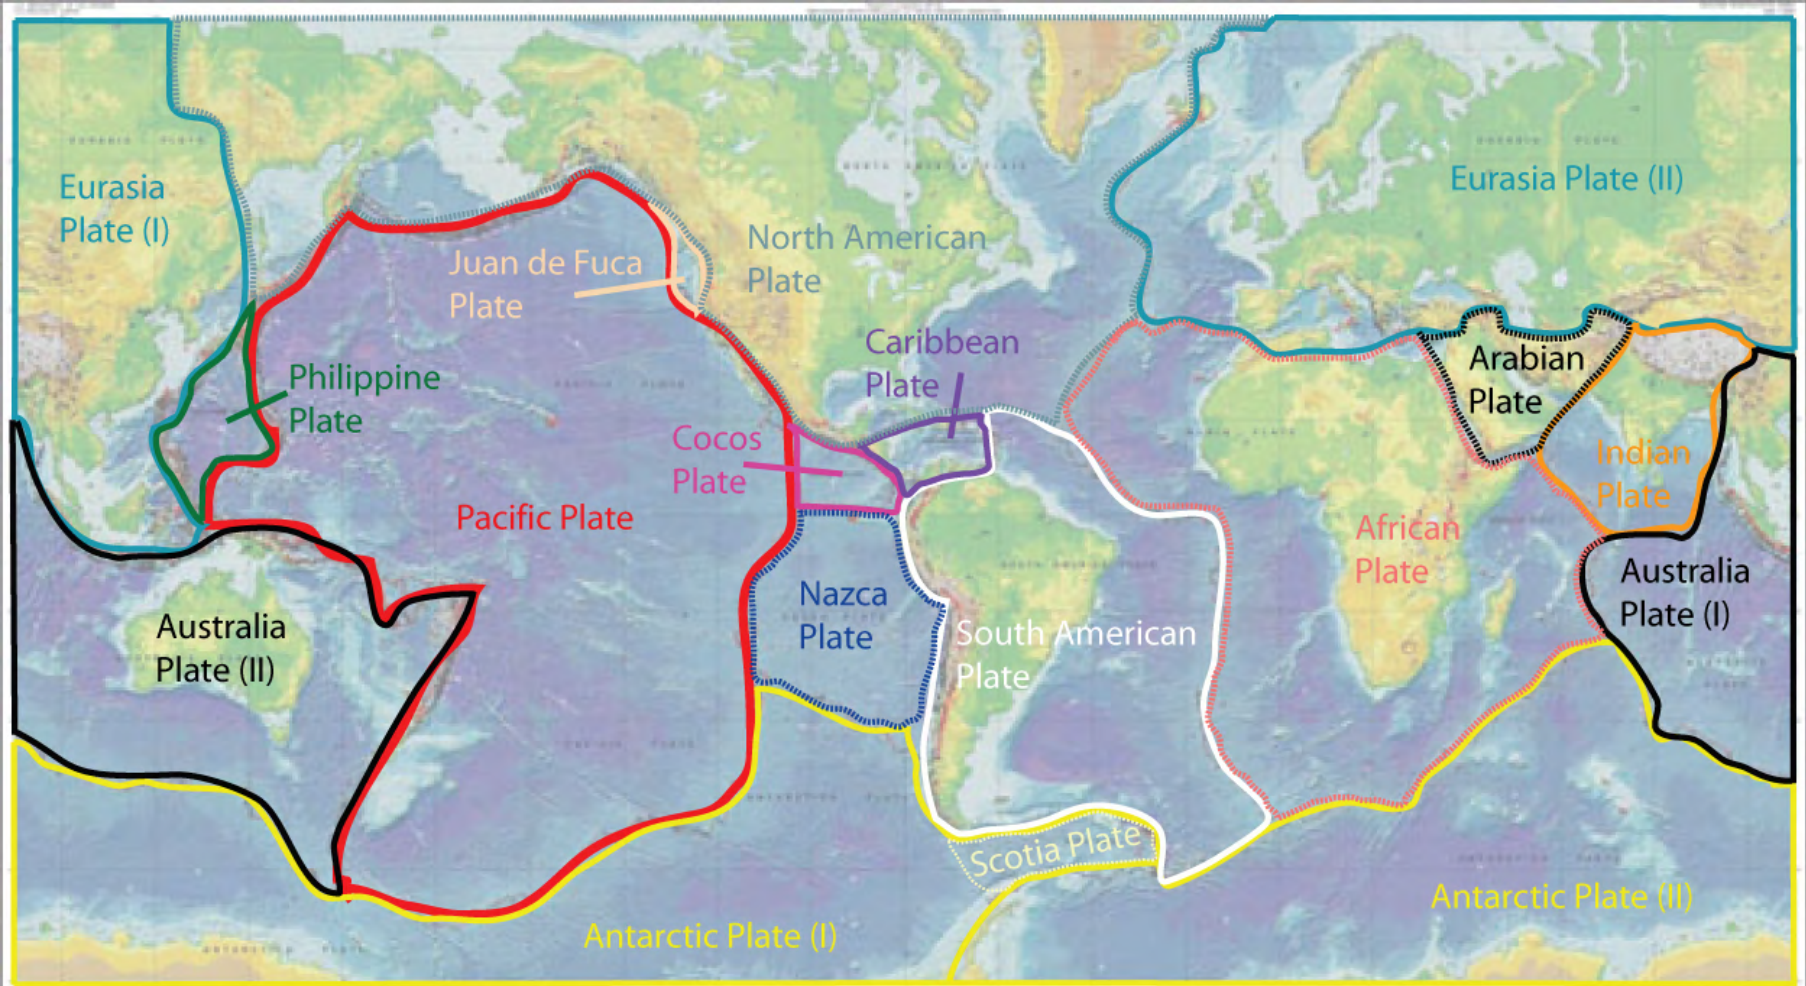 Eurasia
Plate (I)
Eurasia Plate (II)
North American
Plate
Juan de Fuca
Plate
Caribbean
Plate
Arabian
Plate
Philippine
Plate
Cocos
Plate
Indian
Plate
Pacific Plate
African
Plate
Australia
Plate (I)
Nazca
Plate
Australia
Plate (II)
South American
Plate
Scotia Plate
Antarctic Plate (II)
Antarctic Plate (I)